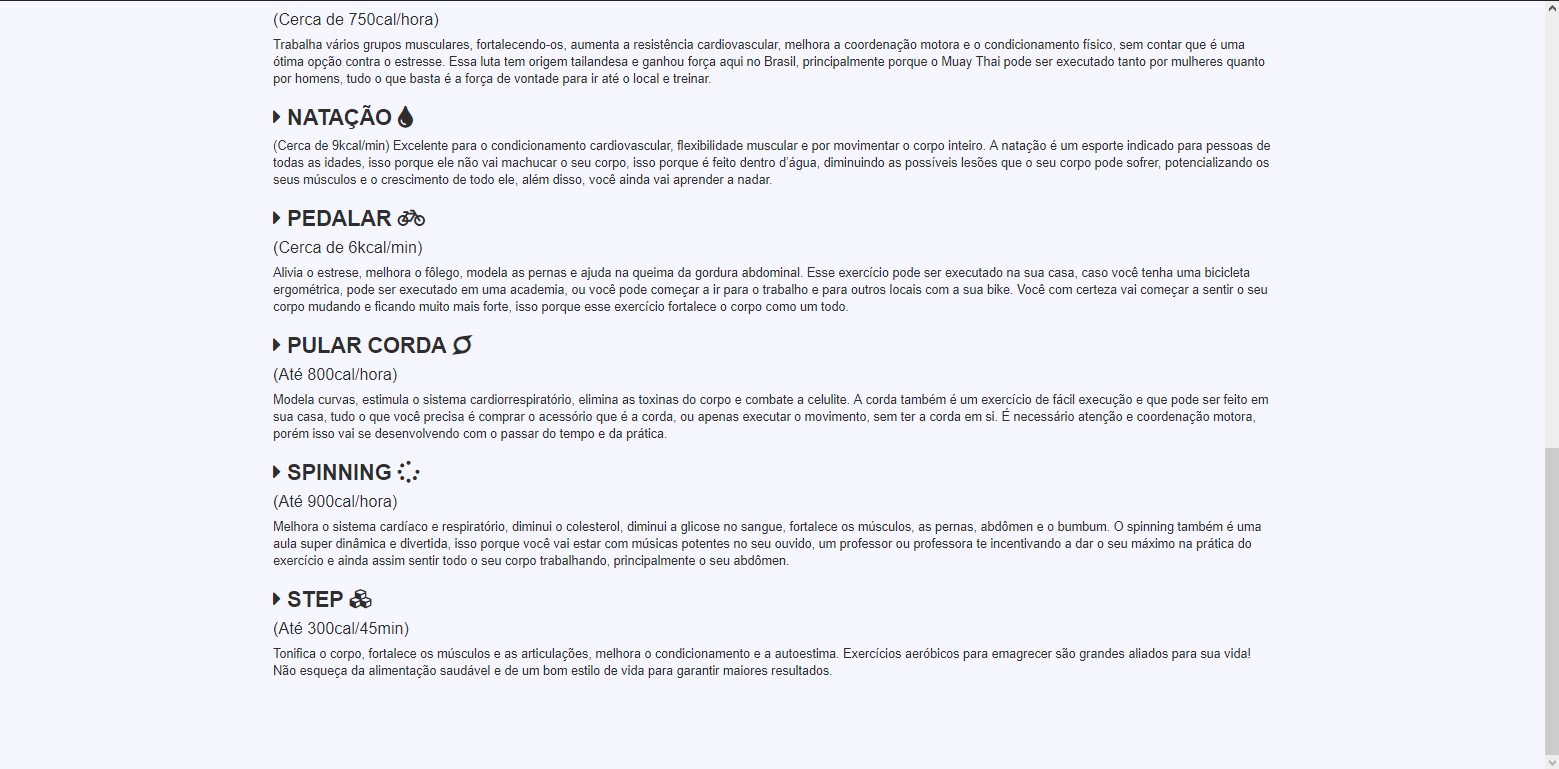 (Cerca de 750cal/hora)
Trabalha vários grupos musculares, fortalecendo-os, aumenta a resistência cardiovascular, melhora a coordenação motora e o condicionamento físico, sem contar que é uma
ótima opção contra o estresse. Essa luta tem origem tailandesa e ganhou força aqui no Brasil, principalmente porque o Muay Thai pode ser executado tanto por mulheres quanto
por homens, tudo o que basta é a força de vontade para ir até o local e treinar.
NATAÇÃO
(Cerca de 9kcal/min) Excelente para o condicionamento cardiovascular, flexibilidade muscular e por movimentar o corpo inteiro. A natação é um esporte indicado para pessoas de
todas as idades, isso porque ele não vai machucar o seu corpo, isso porque é feito dentro d'água, diminuindo as possíveis lesões que o seu corpo pode sofrer, potencializando os
seus músculos e o crescimento de todo ele, além disso, você ainda vai aprender a nadar.
PEDALAR
(Cerca de 6kcal/min)
Alivia o estrese, melhora o fôlego, modela as pernas e ajuda na queima da gordura abdominal. Esse exercício pode ser executado na sua casa, caso você tenha uma bicicleta
ergométrica, pode ser executado em uma academia, ou você pode começar a ir para o trabalho e para outros locais com a sua bike. Você com certeza vai começar a sentir o seu
corpo mudando e ficando muito mais forte, isso porque esse exercício fortalece o corpo como um todo.
PULAR CORDA
(Até 800cal/hora)
Modela curvas, estimula o sistema cardiorrespiratório, elimina as toxinas do corpo e combate a celulite. A corda também é um exercício de fácil execução e que pode ser feito em
sua casa, tudo o que você precisa é comprar o acessório que é a corda, ou apenas executar o movimento, sem ter a corda em si. É necessário atenção e coordenação motora,
porém isso vai se desenvolvendo com o passar do tempo e da prática.
SPINNING
(Até 900cal/hora)
Melhora o sistema cardíaco e respiratório, diminui o colesterol, diminui a glicose no sangue, fortalece os músculos, as pernas, abdômen e o bumbum. O spinning também é uma
aula super dinâmica e divertida, isso porque você vai estar com músicas potentes no seu ouvido, um professor ou professora te incentivando a dar o seu máximo na prática do
exercício e ainda assim sentir todo o seu corpo trabalhando, principalmente o seu abdômen.
STEP
(Até 300cal/45min)
Tonifica o corpo, fortalece os músculos e as articulações, melhora o condicionamento e a autoestima. Exercícios aeróbicos para emagrecer são grandes aliados para sua vida!
Não esqueça da alimentação saudável e de um bom estilo de vida para garantir maiores resultados.